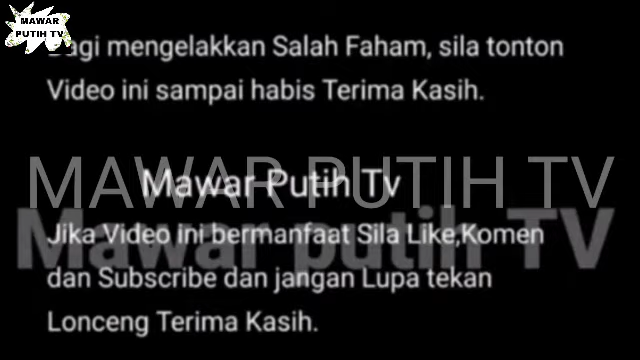 MAWAR
PUTIH TV
Bagi mengelakkan Salah Faham, sila tonton
Video ini sampai habis Terima Kasih.
MAWAR PUTIH TV
Mawar Putih Tv
Mawar putih TV
Jika Video ini bermanfaat Sila Like,Komen
dan Subscribe dan jangan Lupa tekan
Lonceng Terima Kasih.